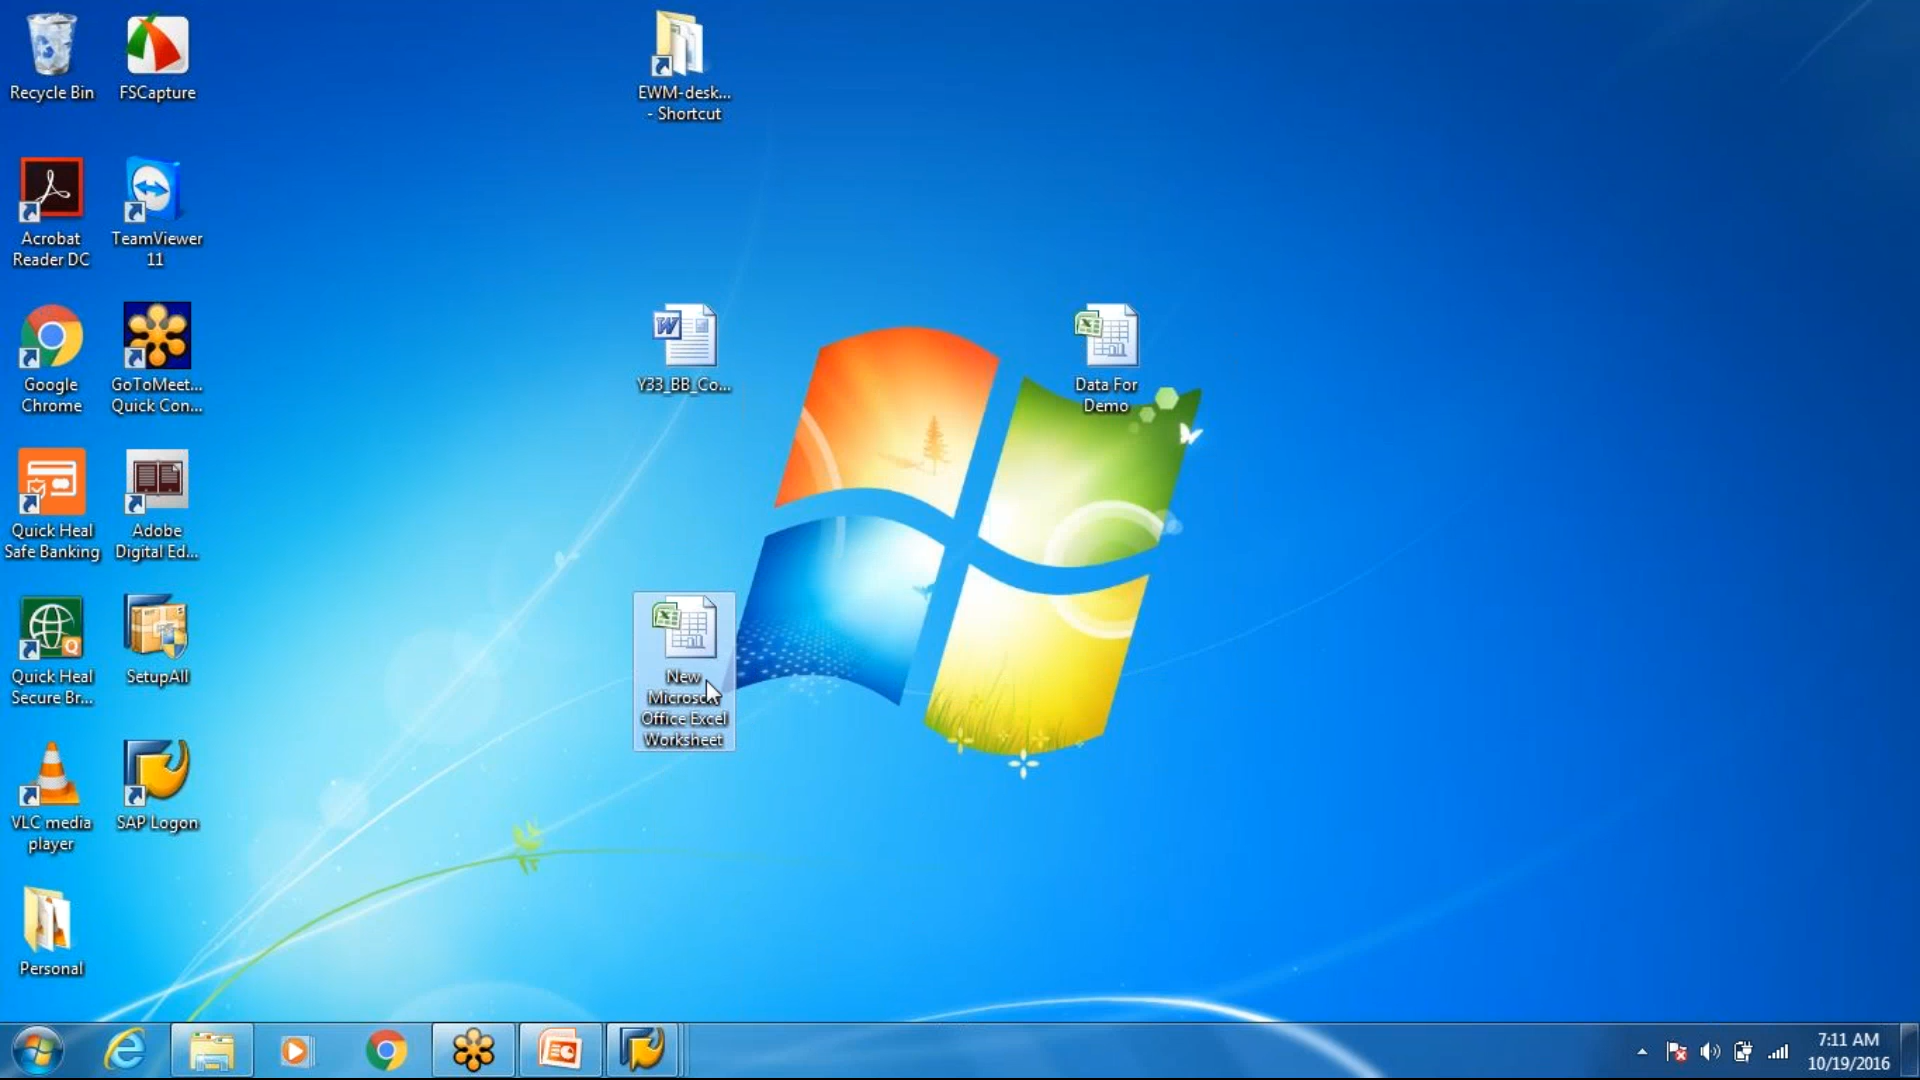 Recycle Bin
FSCapture
EWM-desk...
- Shortcut
Acrobat
Reader DC
TeamViewer
11
Google
Chrome
GoToMeet...
Quick Con...
Y33_BB_Co...
Data For
Demo
Quick Heal
Safe Banking
Adobe
Digital Ed...
Quick Heal
Secure Br...
SetupAll
New
Microsoft
Office Excel
Worksheet
VLC media
player
SAP Logon
Personal
7:11 AM
10/19/2016